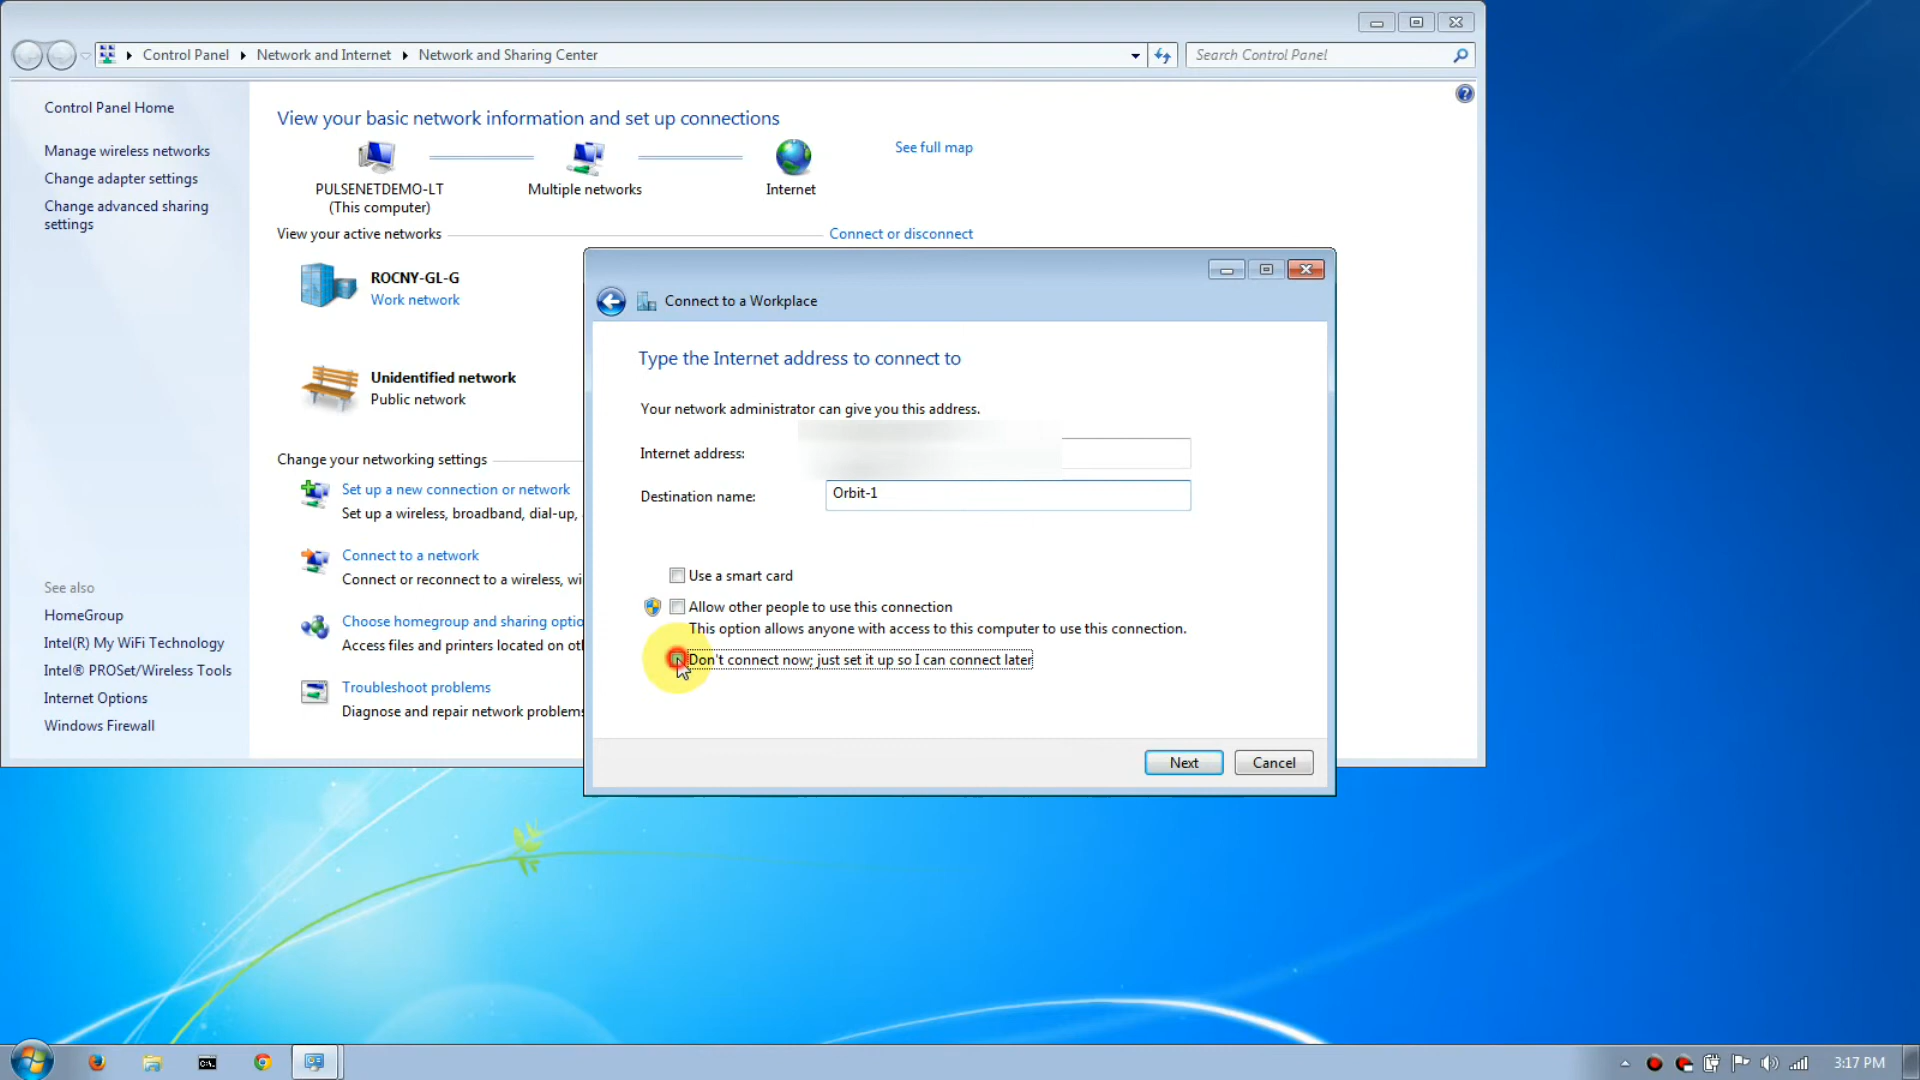 Control Panel
Network and Internet
Network and Sharing Center
Search Control Panel
Control Panel Home
Manage wireless networks
Change adapter settings
Change advanced sharing
settings
See also
HomeGroup
Intel(R) My WiFi Technology
Intel® PROSet/Wireless Tools
Internet Options
Windows Firewall
View your basic network information and set up connections
See full map
PULSENETDEMO-LT
(This computer)
Multiple networks
Internet
View your active networks
Connect or disconnect
ROCNY-GL-G
Work network
Unidentified network
Public network
Change your networking settings
Set up a new connection or network
Set up a wireless, broadband, dial-up,
Connect to a network
Connect or reconnect to a wireless, wi
Choose homegroup and sharing optio
Access files and printers located on ot
Troubleshoot problems
Diagnose and repair network problems
Connect to a Workplace
Type the Internet address to connect to
Your network administrator can give you this address.
Internet address:
Destination name:
Orbit-1
Use a smart card
Allow other people to use this connection
This option allows anyone with access to this computer to use this connection.
Don't connect now; just set it up so I can connect later
Next
Cancel
3:17 PM